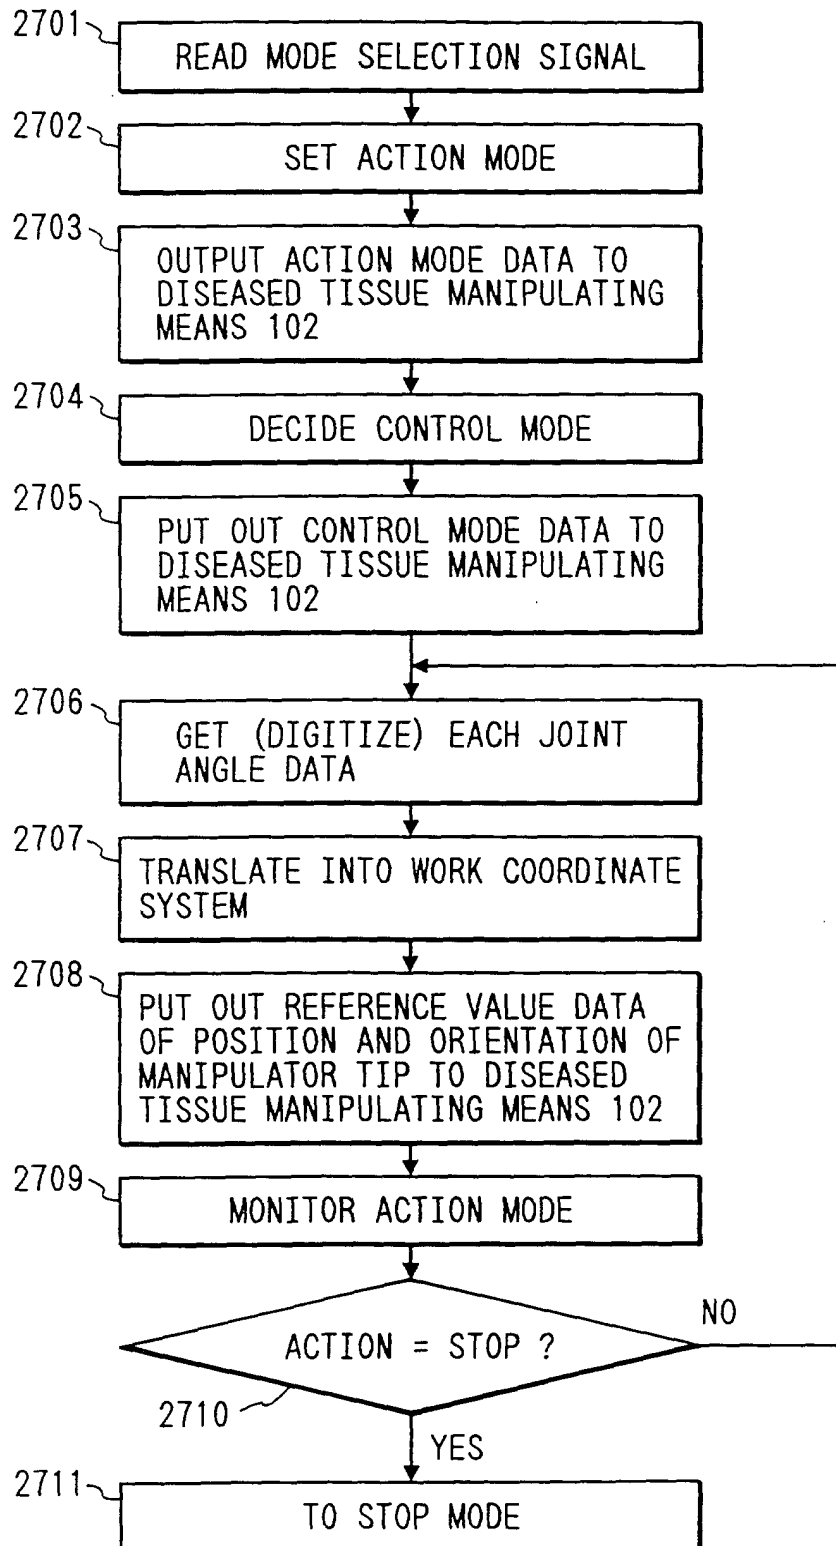 2701
READ MODE SELECTION SIGNAL
2702
SET ACTION MODE
2703
OUTPUT ACTION MODE DATA TO
DISEASED TISSUE MANIPULATING
MEANS 102
2704
DECIDE CONTROL MODE
2705
PUT OUT CONTROL MODE DATA TO
DISEASED TISSUE MANIPULATING
MEANS 102
2706
GET (DIGITIZE) EACH JOINT
ANGLE DATA
2707
TRANSLATE INTO WORK COORDINATE
SYSTEM
2708
PUT OUT REFERENCE VALUE DATA
OF POSITION AND ORIENTATION OF
MANIPULATOR TIP TO DISEASED
TISSUE MANIPULATING MEANS 102
2709
MONITOR ACTION MODE
NO
ACTION = STOP ?
2710
YES
2711
TO STOP MODE